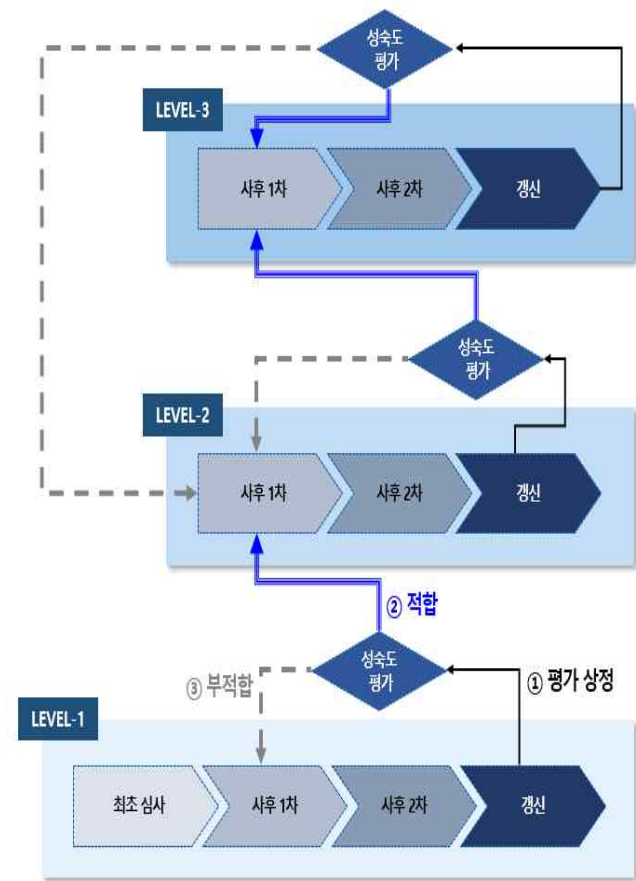 성숙도
평가
LEVEL-3
사후 1차
사후 2차
갱신
성숙도
평가
LEVEL-2
사후 1차
사후 2차
갱신
② 적합
성숙도
평가
③ 부적합
① 평가 상정
LEVEL-1
최초 심사
사후 1차
사후 2차
갱신